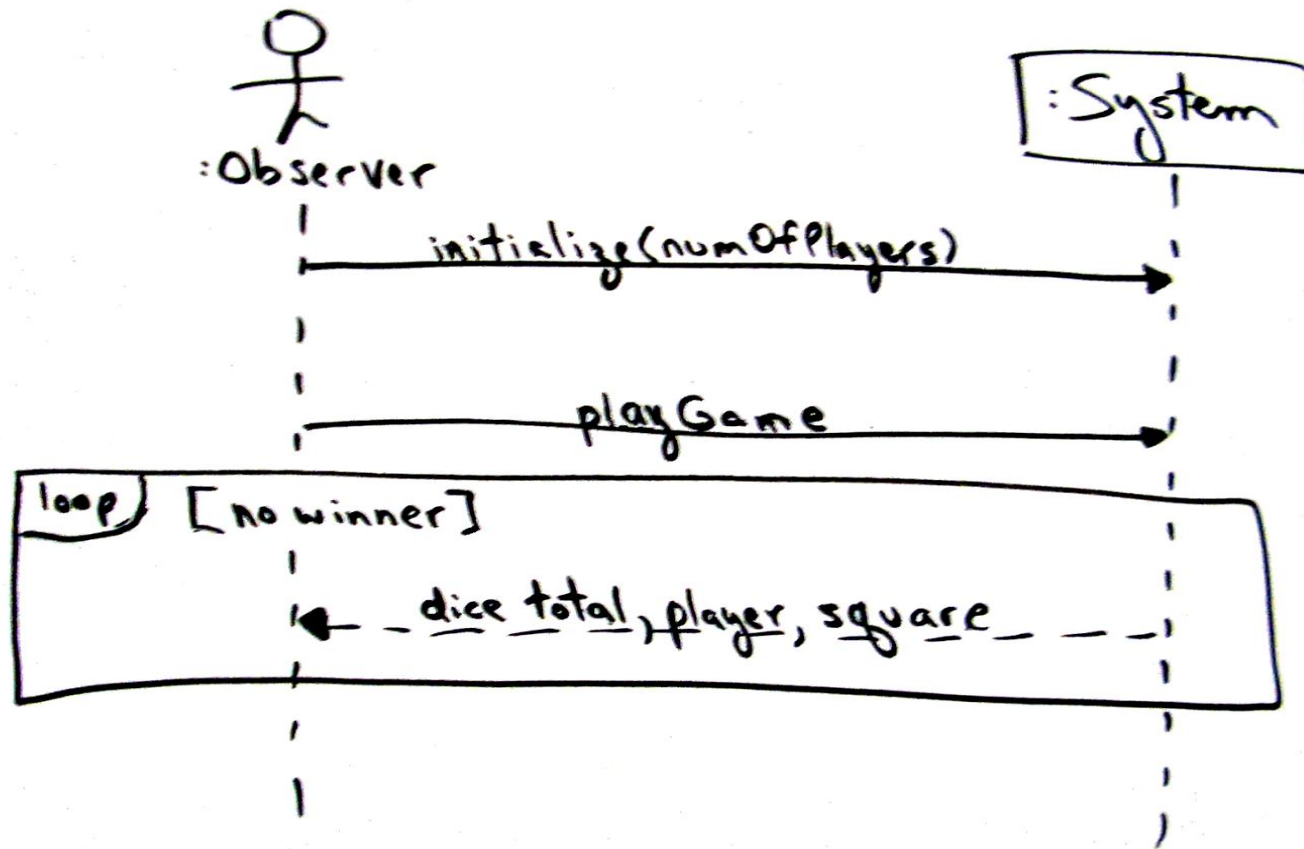 :System
:Observer
initialize(numOfPlayers)
playGame
loop [no winner]
dice total, player, square